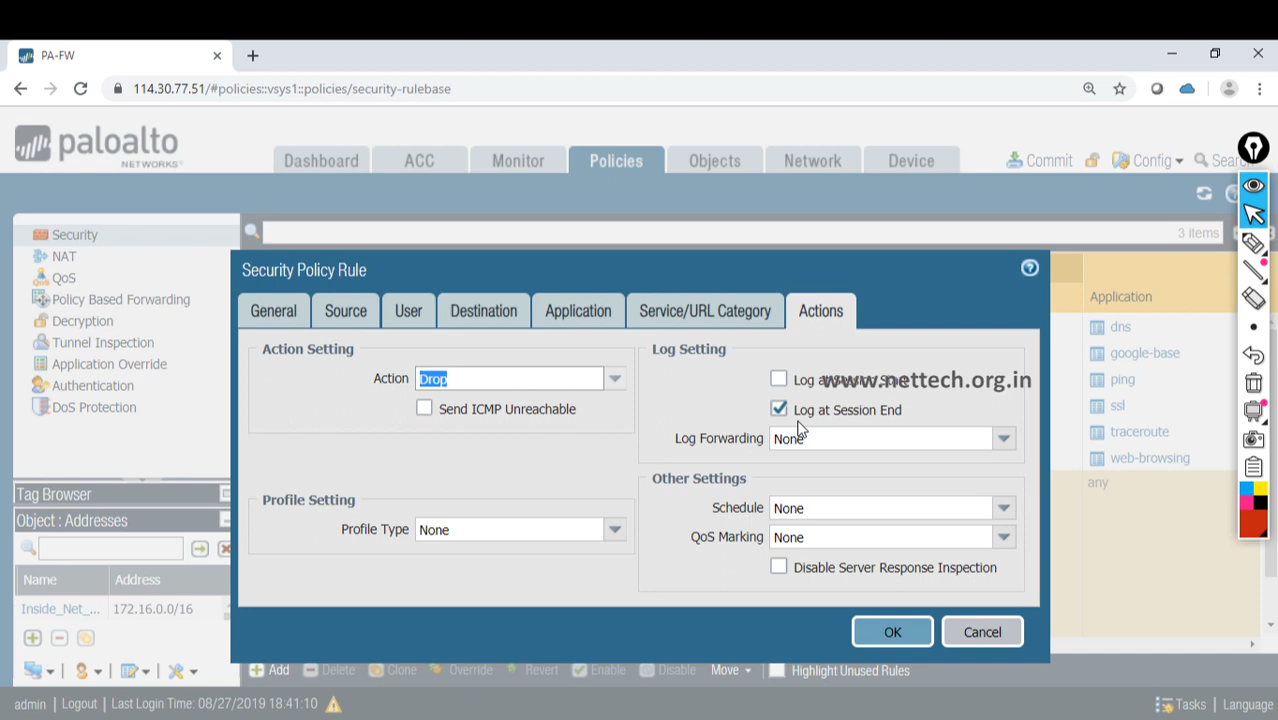 PA-FW
114.30.77.51/#policies::vsys1::policies/security-rulebase
paloalto
NETWORKS
Dashboard
ACC
Monitor
Policies
Objects
Network
Device
Commit
Config
Search
3 items
Security
NAT
QoS
Policy Based Forwarding
Decryption
Tunnel Inspection
Application Override
Authentication
DoS Protection
Tag Browser
Object : Addresses
Name
Address
Inside_Net_...
172.16.0.0/16
Security Policy Rule
General
Source
User
Destination
Application
Service/URL Category
Actions
Action Setting
Action
Drop
Send ICMP Unreachable
Profile Setting
Profile Type
None
Log Setting
Log at Session Start
www.nettech.org.in
Log at Session End
Log Forwarding
None
Other Settings
Schedule
None
QoS Marking
None
Disable Server Response Inspection
OK
Cancel
Application
dns
google-base
ping
ssl
traceroute
web-browsing
any
Add
Delete
Clone
Override
Revert
Enable
Disable
Move
Highlight Unused Rules
admin
Logout
Last Login Time: 08/27/2019 18:41:10
Tasks
Language